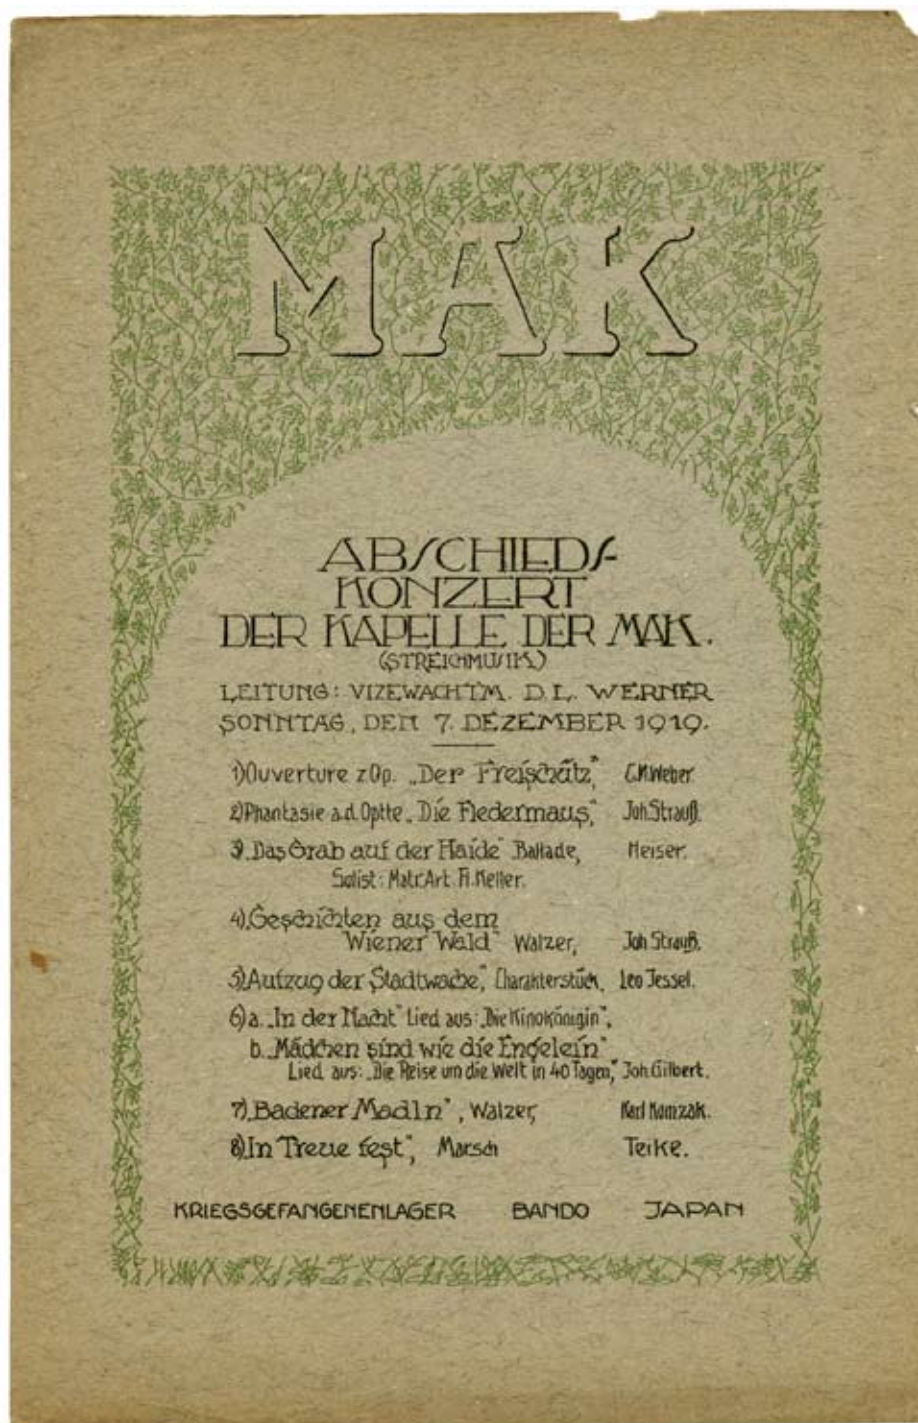 MAK
ABSCHIEDS-
KONZERT
DER KAPELLE DER MAK.
(STREICHMUSIK)
LEITUNG: VIZEWACHTM. D. L. WERNER
SONNTAG, DEN 7. DEZEMBER 1919.
1) Ouverture z.Op. „Der Freischütz", C.M.Weber.
2) Phantasie a.d. Optte „Die Fledermaus", Joh.Strauß.
3) „Das Grab auf der Haide" Ballade, Heiser.
Solist: Matr.Art. A. Keller.
4) „Geschichten aus dem
Wiener Wald" Walzer, Joh Strauß.
5) „Aufzug der Stadtwache", Charakterstück, Leo Jessel.
6) a. „In der Nacht" Lied aus: „Die Kinokönigin",
b. „Mädchen sind wie die Engelein"
Lied aus: „Die Reise um die Welt in 40 Tagen", Joh. Gilbert.
7) „Badener Madln", Walzer, Karl Komzak.
8) „In Treue fest", Marsch Teike.
KRIEGSGEFANGENENLAGER BANDO JAPAN